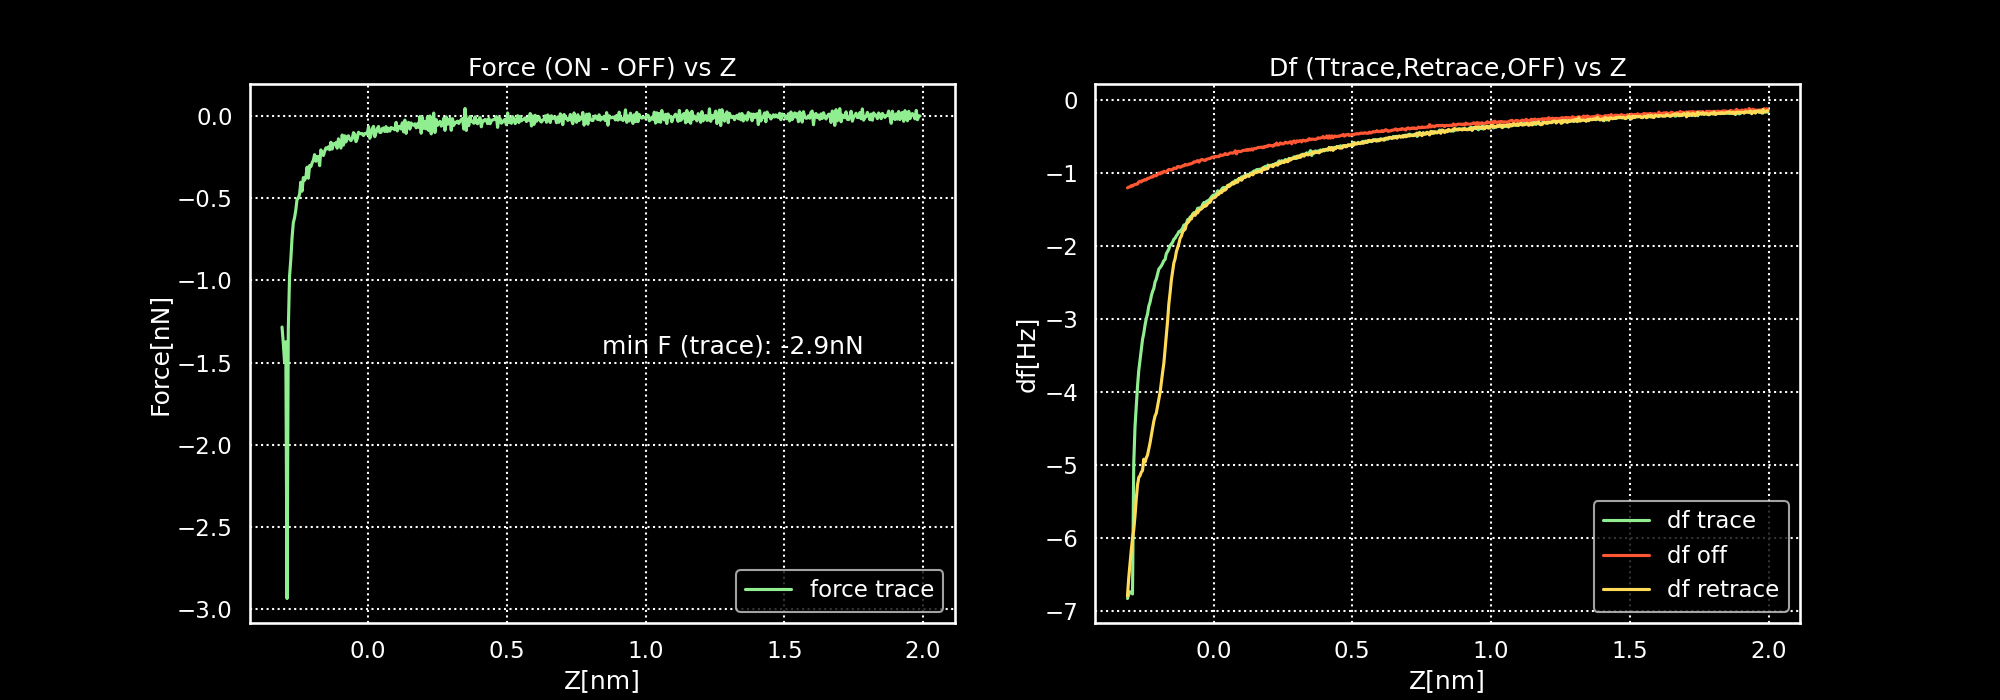 Force (ON - OFF) vs Z
0.0
−0.5
−1.0
−1.5
−2.0
−2.5
−3.0
Force[nN]
min F (trace): -2.9nN
force trace
0.0 0.5 1.0 1.5 2.0
Z[nm]
Df (Ttrace,Retrace,OFF) vs Z
0
−1
−2
−3
−4
−5
−6
−7
df[Hz]
df trace
df off
df retrace
0.0 0.5 1.0 1.5 2.0
Z[nm]